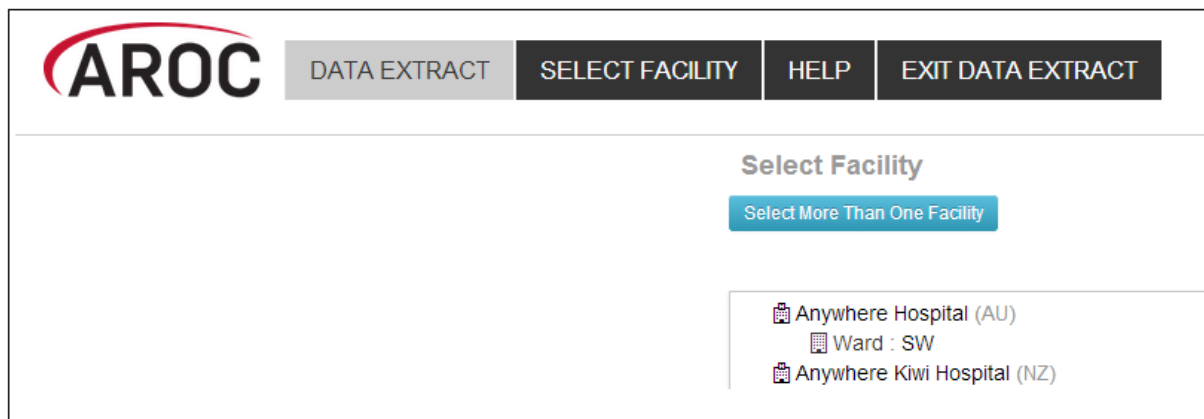 AROC DATA EXTRACT SELECT FACILITY HELP EXIT DATA EXTRACT
Select Facility
Select More Than One Facility
Anywhere Hospital (AU)
Ward : SW
Anywhere Kiwi Hospital (NZ)